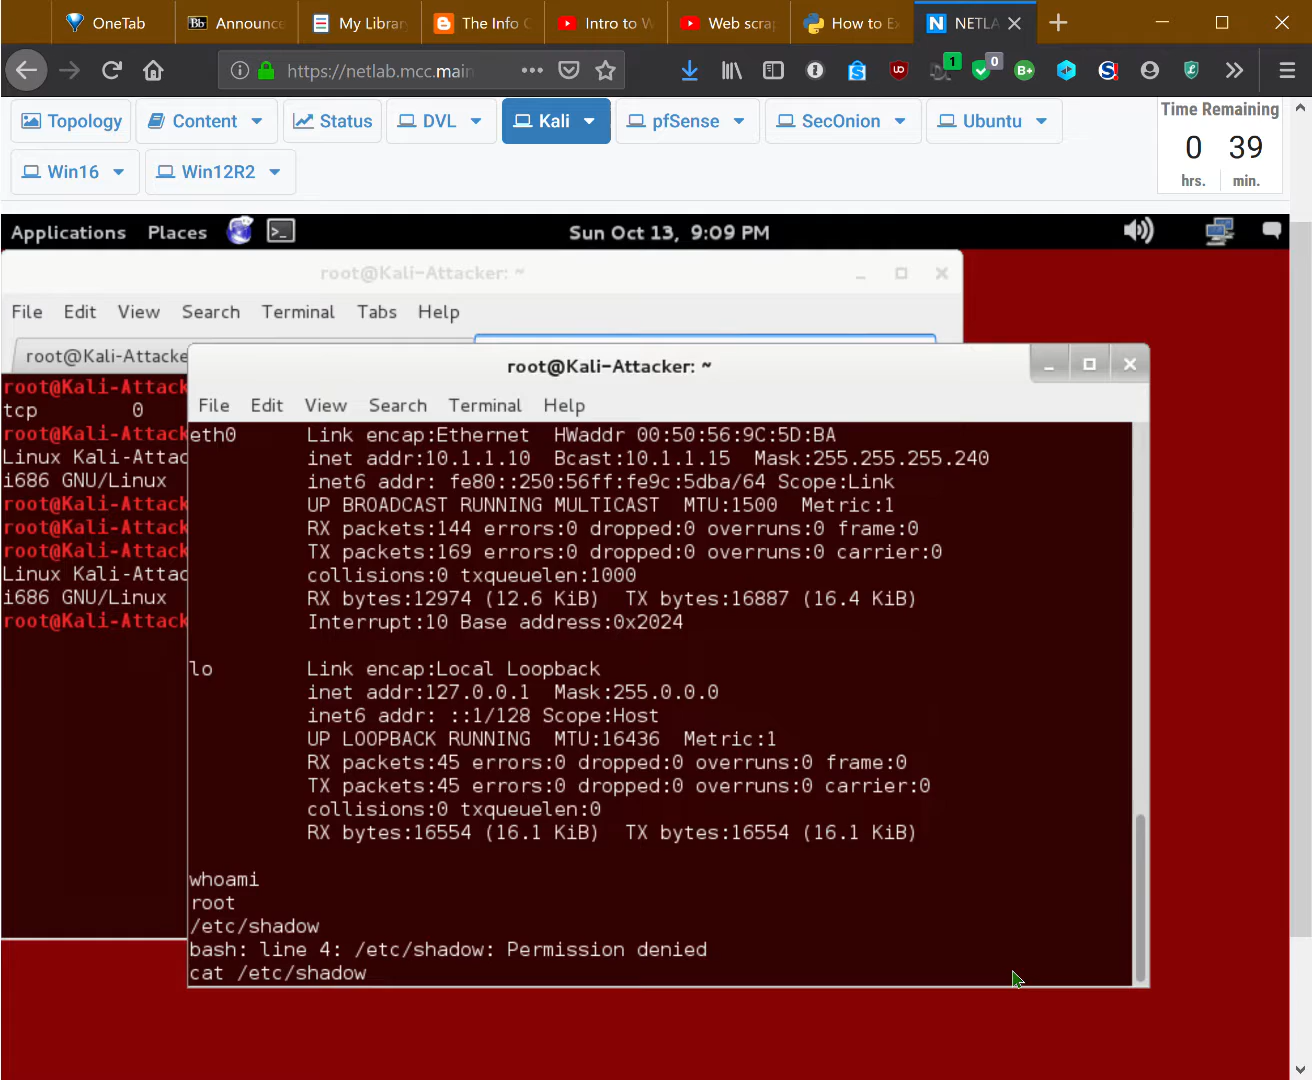 OneTab
Announce
My Librar
The Info
Intro to W
Web scrap
How to Ex
NETLA
https://netlab.mcc.main
1
0
Topology
Content
Status
DVL
Kali
pfSense
SecOnion
Ubuntu
Win16
Win12R2
Time Remaining
0 39
hrs. min.
Applications Places
Sun Oct 13, 9:09 PM
root@Kali-Attacker: ~
File Edit View Search Terminal Tabs Help
root@Kali-Attacke
root@Kali-Attack
tcp 0
root@Kali-Attack
Linux Kali-Attac
i686 GNU/Linux
root@Kali-Attack
root@Kali-Attack
root@Kali-Attack
Linux Kali-Attac
i686 GNU/Linux
root@Kali-Attack
root@Kali-Attacker: ~
File Edit View Search Terminal Help
eth0 Link encap:Ethernet HWaddr 00:50:56:9C:5D:BA
inet addr:10.1.1.10 Bcast:10.1.1.15 Mask:255.255.255.240
inet6 addr: fe80::250:56ff:fe9c:5dba/64 Scope:Link
UP BROADCAST RUNNING MULTICAST MTU:1500 Metric:1
RX packets:144 errors:0 dropped:0 overruns:0 frame:0
TX packets:169 errors:0 dropped:0 overruns:0 carrier:0
collisions:0 txqueuelen:1000
RX bytes:12974 (12.6 KiB) TX bytes:16887 (16.4 KiB)
Interrupt:10 Base address:0x2024
lo Link encap:Local Loopback
inet addr:127.0.0.1 Mask:255.0.0.0
inet6 addr: ::1/128 Scope:Host
UP LOOPBACK RUNNING MTU:16436 Metric:1
RX packets:45 errors:0 dropped:0 overruns:0 frame:0
TX packets:45 errors:0 dropped:0 overruns:0 carrier:0
collisions:0 txqueuelen:0
RX bytes:16554 (16.1 KiB) TX bytes:16554 (16.1 KiB)
whoami
root
/etc/shadow
bash: line 4: /etc/shadow: Permission denied
cat /etc/shadow